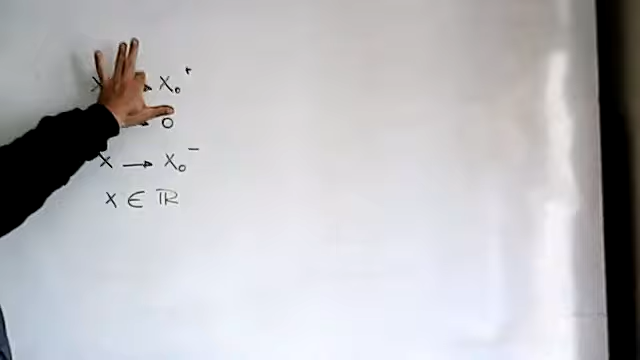 X → X₀⁺
→ 0
X → X₀⁻
X ∈ ℝ